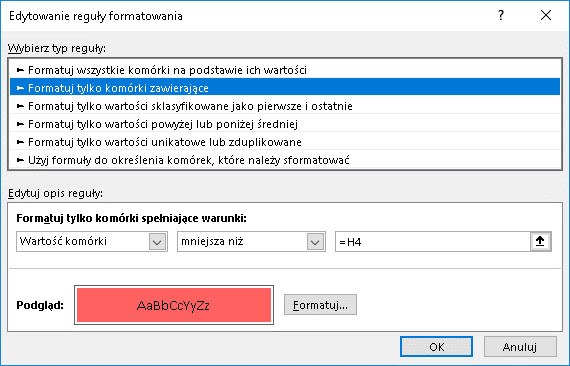 Edytowanie reguły formatowania
Wybierz typ reguły:
► Formatuj wszystkie komórki na podstawie ich wartości
► Formatuj tylko komórki zawierające
► Formatuj tylko wartości sklasyfikowane jako pierwsze i ostatnie
► Formatuj tylko wartości powyżej lub poniżej średniej
► Formatuj tylko wartości unikatowe lub zduplikowane
► Użyj formuły do określenia komórek, które należy sformatować
Edytuj opis reguły:
Formatuj tylko komórki spełniające warunki:
Wartość komórki mniejsza niż =H4
Podgląd: AaBbCcYyZz Formatuj...
OK Anuluj